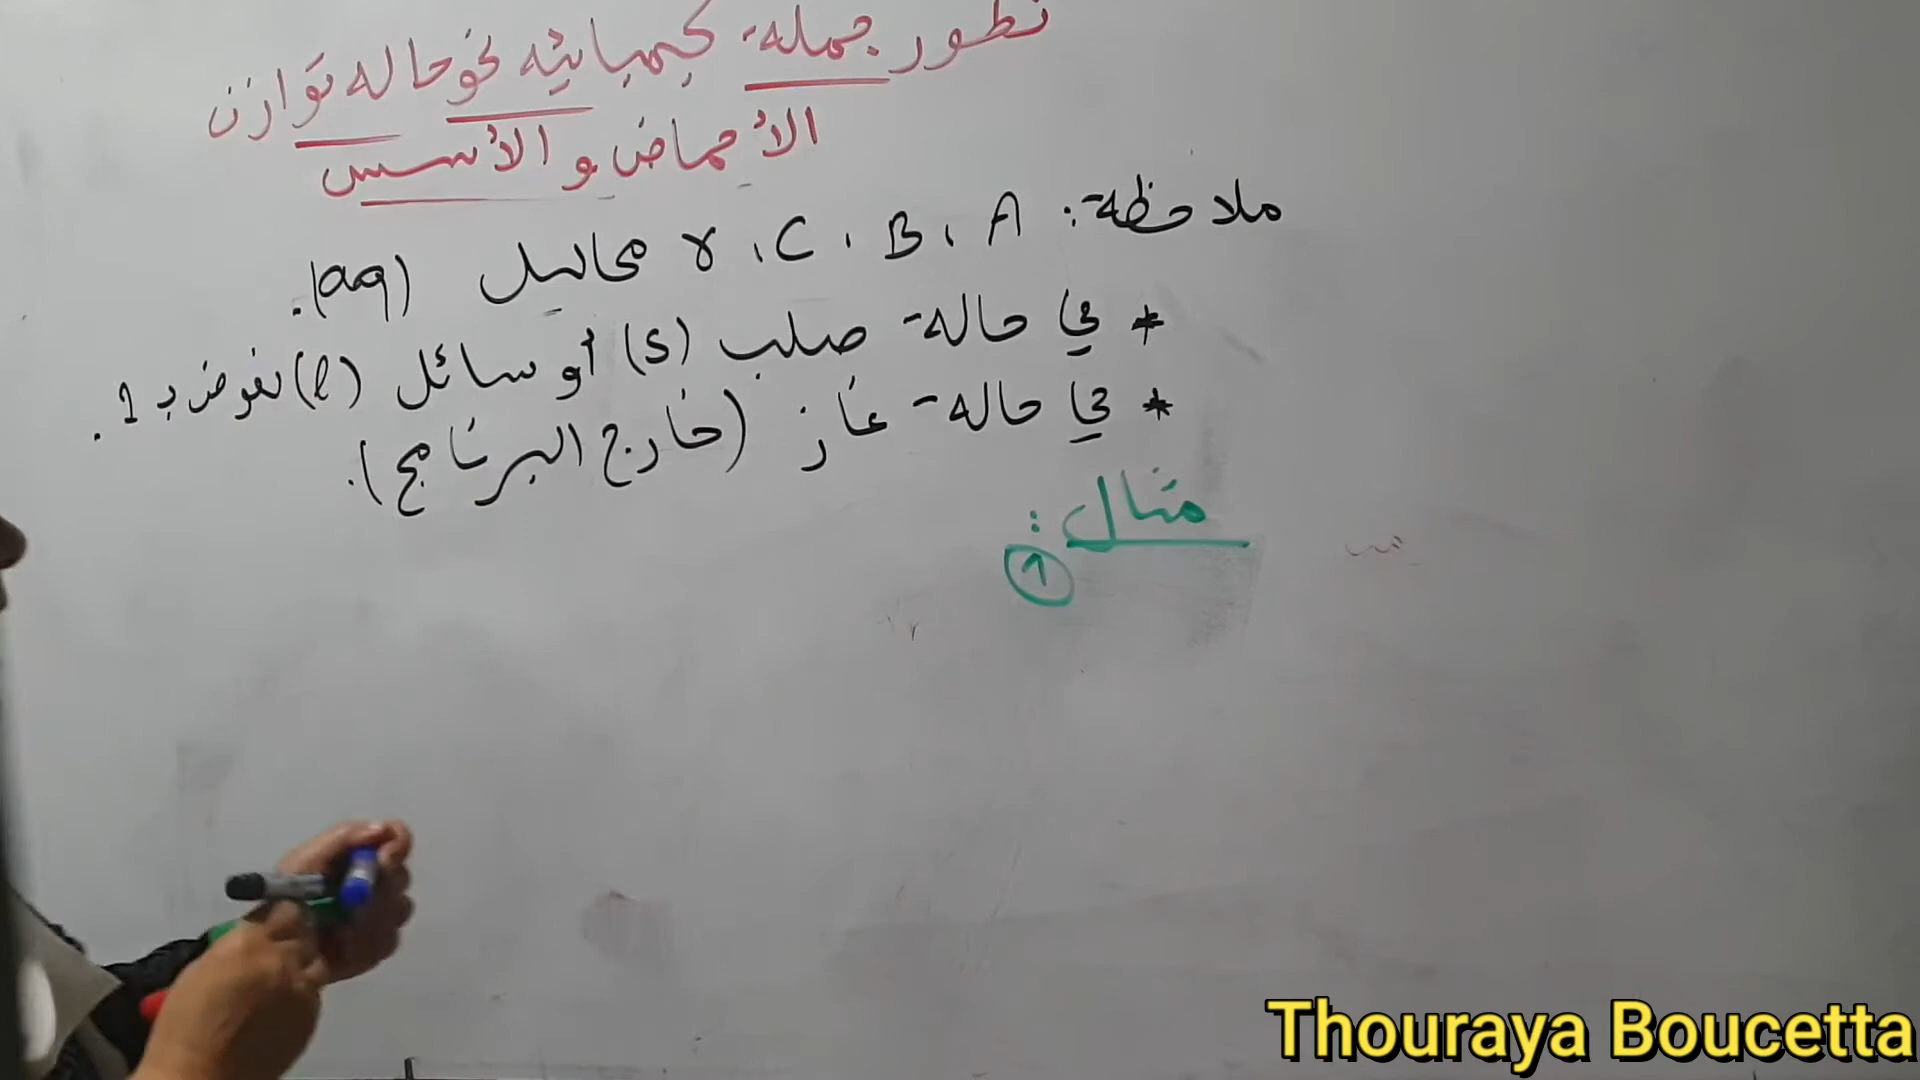 تطور جملة كيميائية نحو حالة توازن
الأحماض و الأسس
ملاحظة: A ، B ، C ، γ محاليل (aq).
* في حالة صلب (s) أو سائل (l) نعوض بـ 1 .
* في حالة غاز (خارج البرنامج).
مثال :
1
Thouraya Boucetta